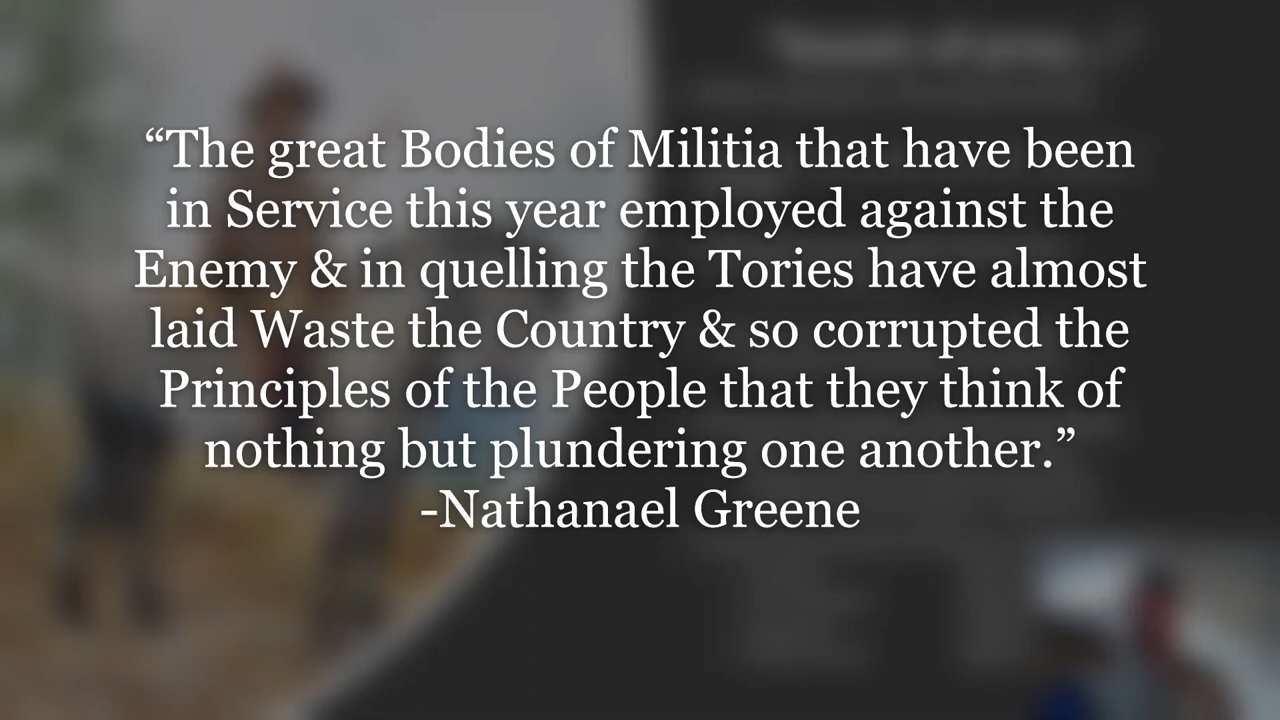 “The great Bodies of Militia that have been
in Service this year employed against the
Enemy & in quelling the Tories have almost
laid Waste the Country & so corrupted the
Principles of the People that they think of
nothing but plundering one another.”
-Nathanael Greene